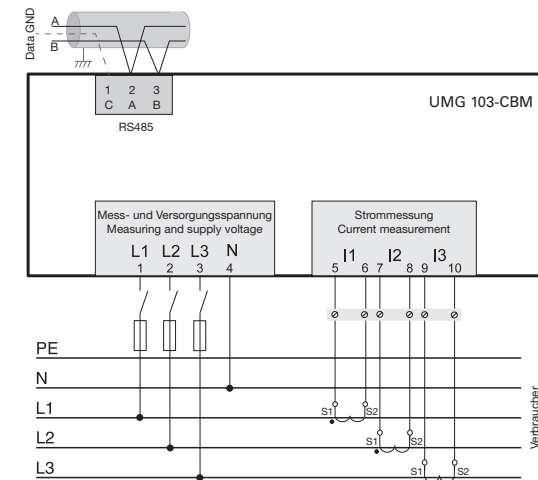 Data GND
A
B
1 2 3
C A B
RS485
UMG 103-CBM
Mess- und Versorgungsspannung
Measuring and supply voltage
L1 L2 L3 N
1 2 3 4
Strommessung
Current measurement
I1 I2 I3
5 6 7 8 9 10
PE
N
L1
S1 S2
L2
S1 S2
L3
S1 S2
Verbraucher